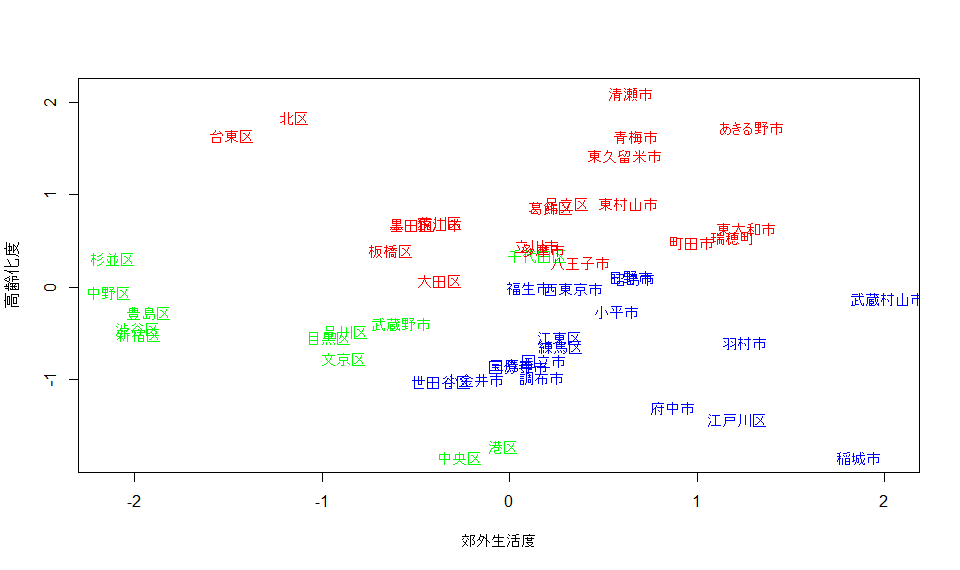 高齢化度
2
1
0
-1
清瀬市
北区
あきる野市
台東区
青梅市
東久留米市
足立区
葛飾区
東村山市
墨田区
東大和市
瑞穂町
町田市
板橋区
立川市
多摩市
千代田区
杉並区
八王子市
大田区
日野市
昭島市
中野区
福生市
西東京市
武蔵村山市
豊島区
小平市
武蔵野市
渋谷区
新宿区
品川区
目黒区
江東区
練馬区
羽村市
文京区
国立市
調布市
世田谷区
小金井市
府中市
江戸川区
港区
中央区
稲城市
-2
-1
0
1
2
郊外生活度